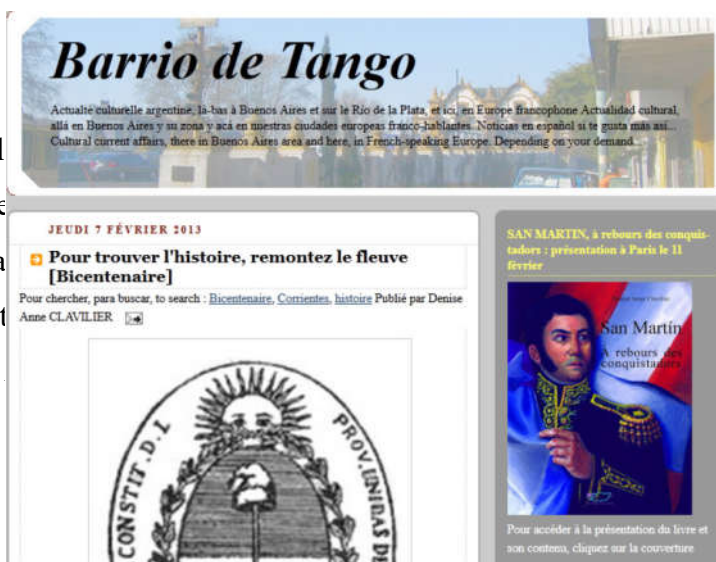 Barrio de Tango
Actualté culturelle argentine, là-bas à Buenos Aires et sur le Río de la Plata, et ici, en Europe francophone Actualidad cultural,
allá en Buenos Aires y su zona y acá en nuestras ciudades europeas franco-hablantes. Noticias en español si te gusta más así...
Cultural current affairs, there in Buenos Aires area and here, in French-speaking Europe. Depending on your demand...
JEUDI 7 FÉVRIER 2013
Pour trouver l'histoire, remontez le fleuve
[Bicentenaire]
Pour chercher, para buscar, to search : Bicentenaire, Corrientes, histoire Publié par Denise
Anne CLAVILIER
CONSTIT. D. L
PROV. UNIDAS DE
SAN MARTIN, à rebours des conquis-
tadors : présentation à Paris le 11
février
San Martín
À rebours des
conquistadors
Pour accéder à la présentation du livre et
son contenu, cliquez sur la couverture